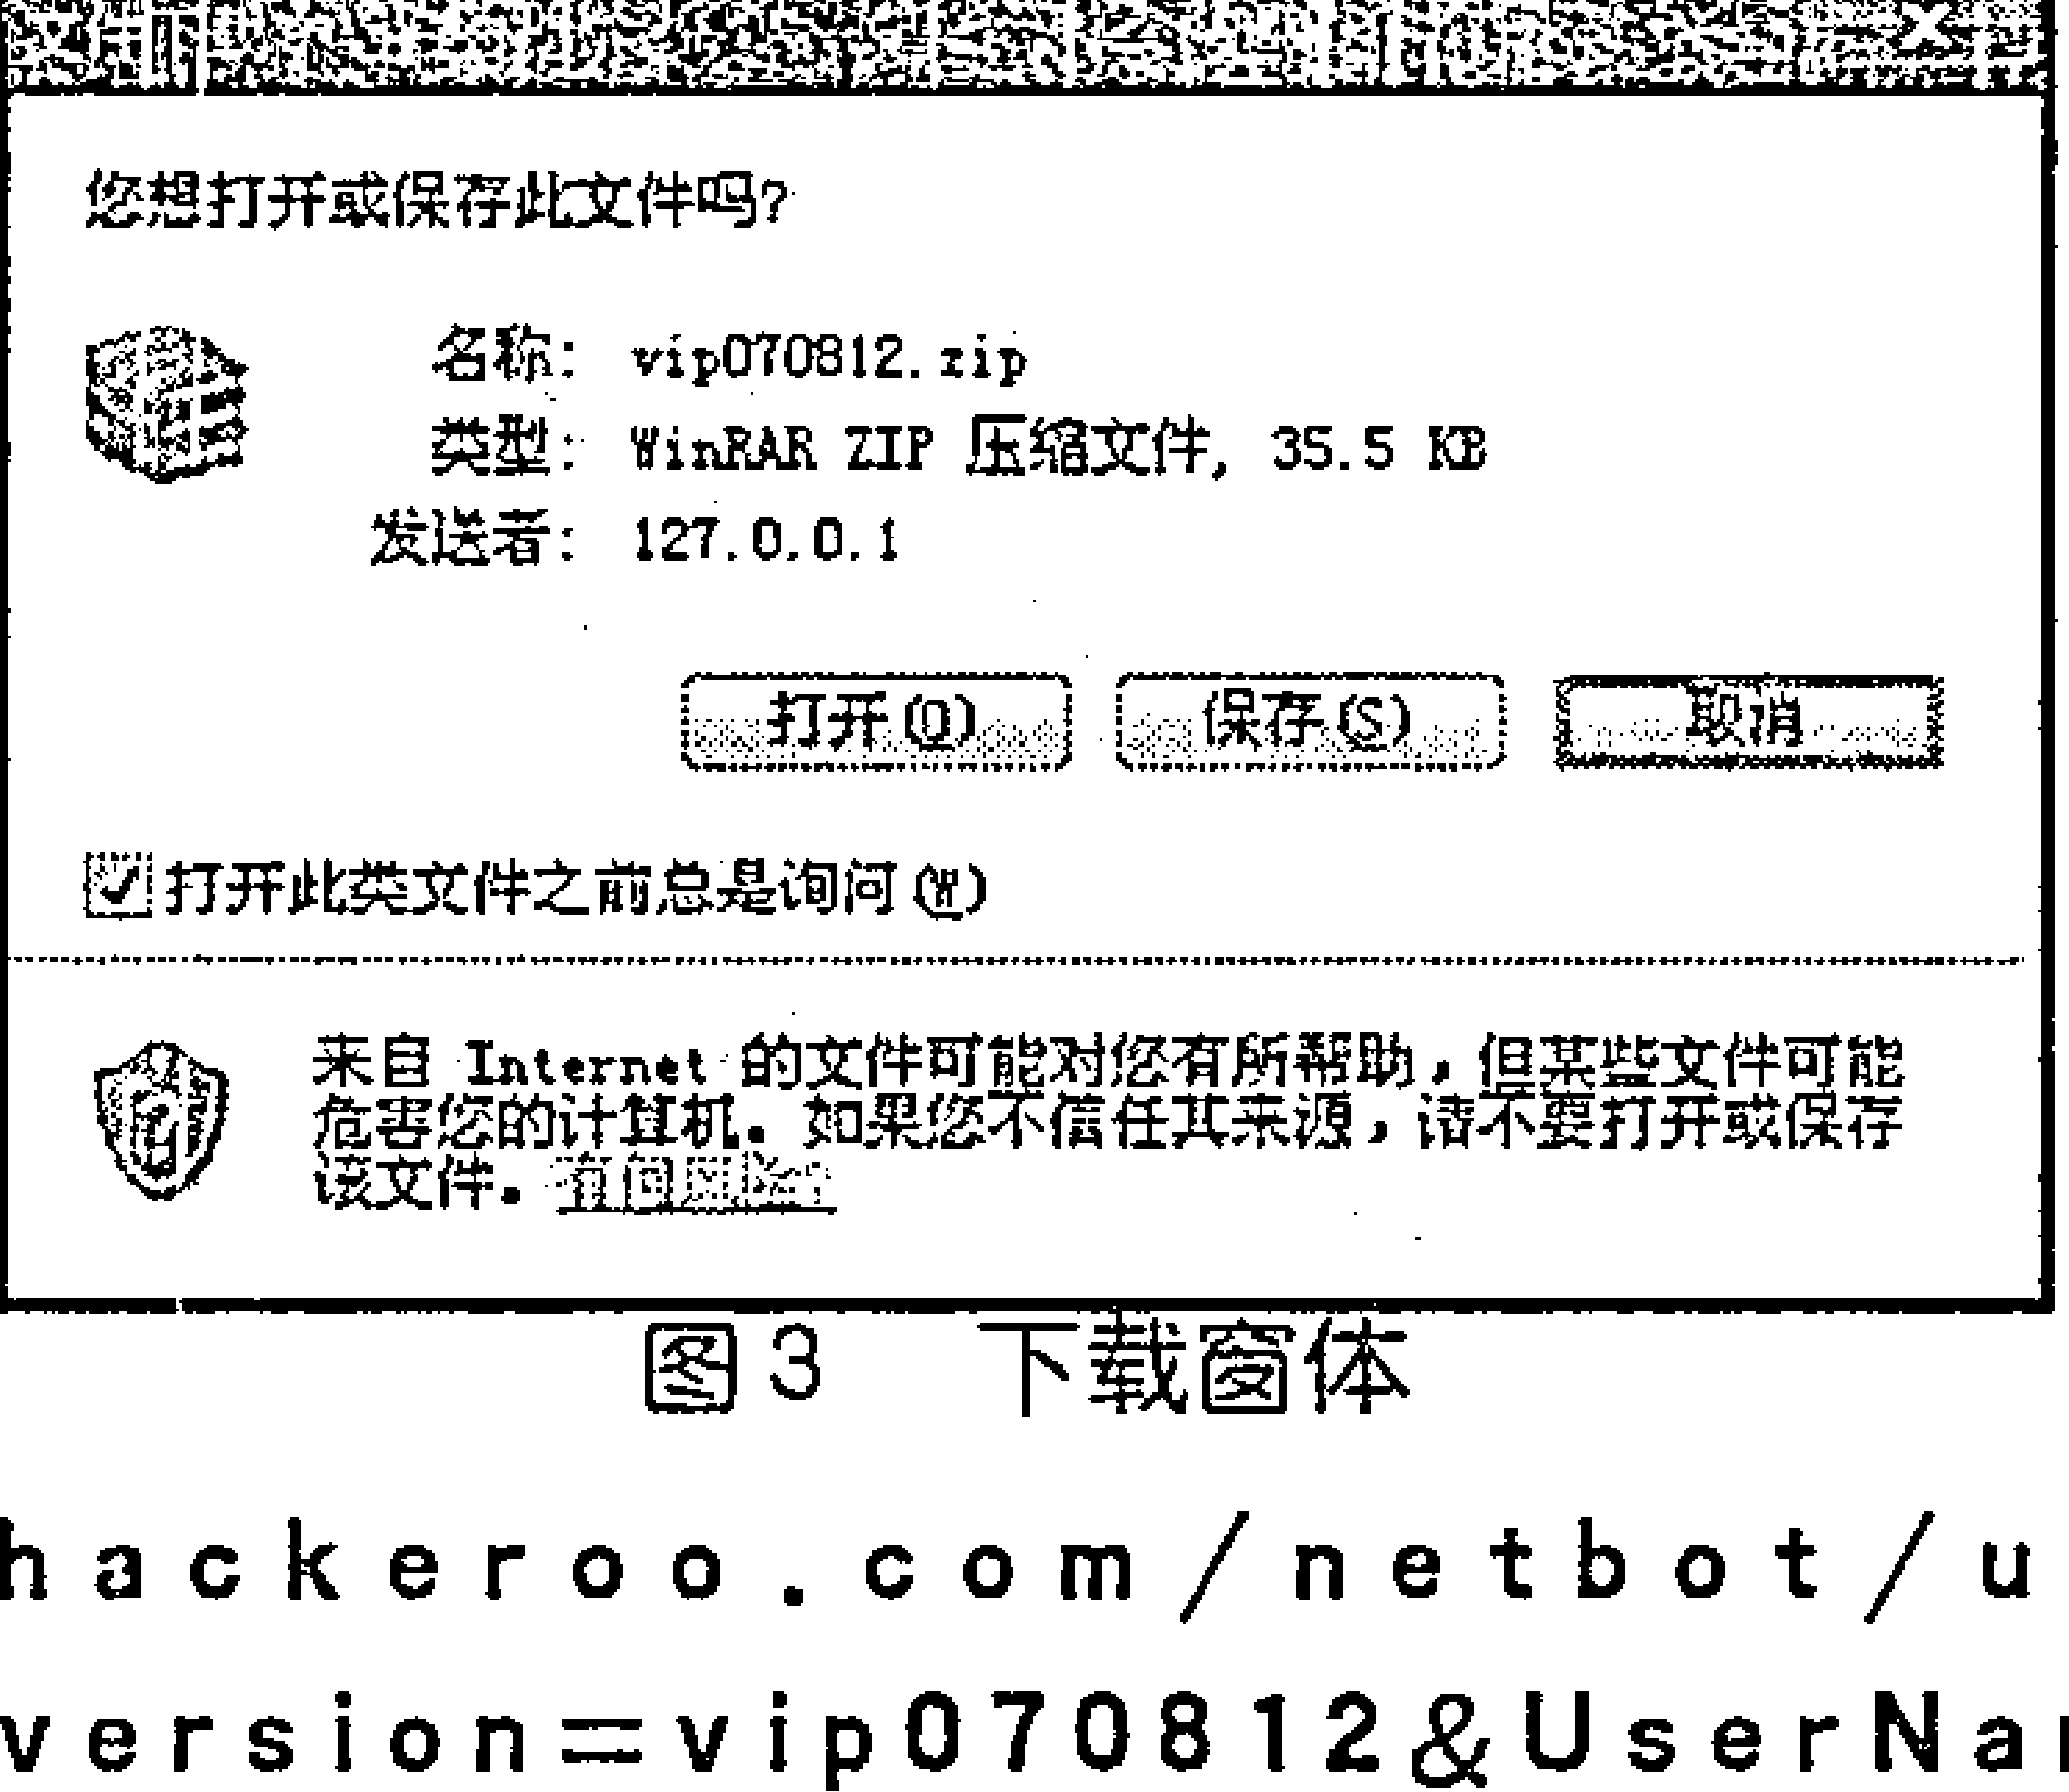 您想打开或保存此文件吗?
名称: vip070812.zip
类型: WinRAR ZIP 压缩文件, 35.5 KB
发送者: 127.0.0.1
打开(O) 保存(S) 取消
打开此类文件之前总是询问(W)
来自 Internet 的文件可能对您有所帮助，但某些文件可能
危害您的计算机。如果您不信任其来源，请不要打开或保存
该文件。有何风险?
图3 下载窗体
hackeroo.com/netbot/u
version=vip070812&UserNa